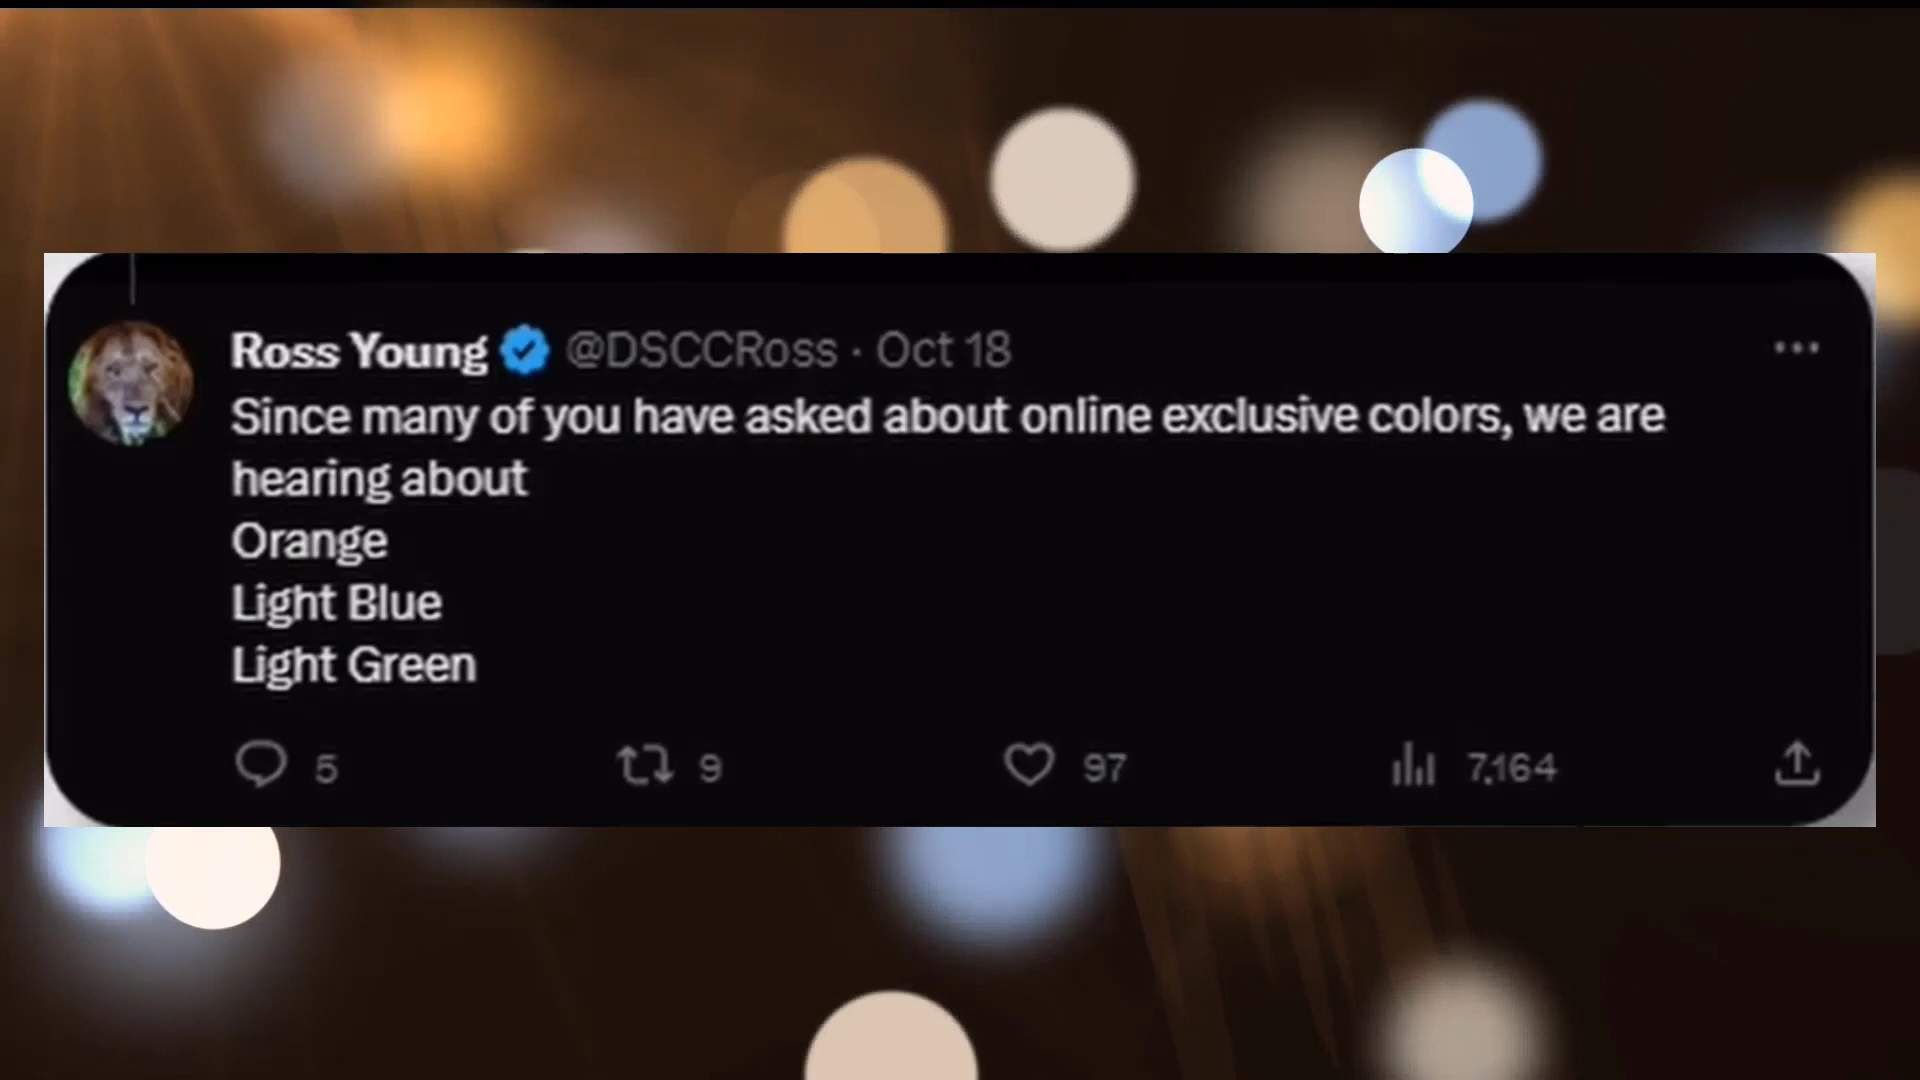 Ross Young @DSCCRoss · Oct 18
Since many of you have asked about online exclusive colors, we are
hearing about
Orange
Light Blue
Light Green
5 9 97 7,164